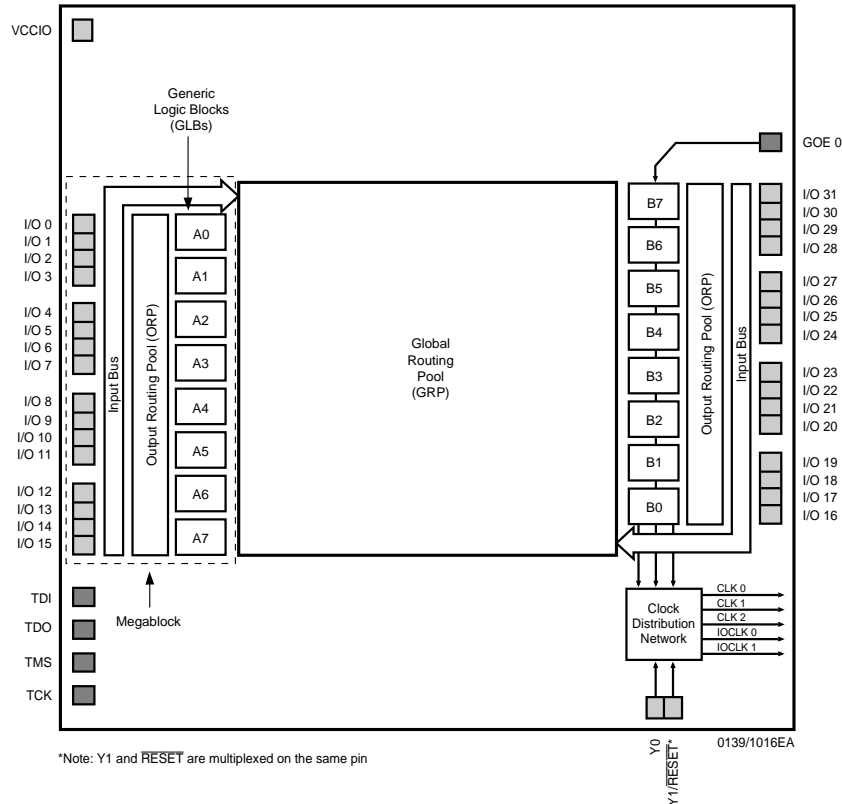 VCCIO
Generic
Logic Blocks
(GLBs)
GOE 0
I/O 0
I/O 1
I/O 2
I/O 3
I/O 4
I/O 5
I/O 6
I/O 7
I/O 8
I/O 9
I/O 10
I/O 11
I/O 12
I/O 13
I/O 14
I/O 15
Input Bus
Output Routing Pool (ORP)
A0
A1
A2
A3
A4
A5
A6
A7
Global
Routing
Pool
(GRP)
B7
B6
B5
B4
B3
B2
B1
B0
Output Routing Pool (ORP)
Input Bus
I/O 31
I/O 30
I/O 29
I/O 28
I/O 27
I/O 26
I/O 25
I/O 24
I/O 23
I/O 22
I/O 21
I/O 20
I/O 19
I/O 18
I/O 17
I/O 16
TDI
TDO
TMS
TCK
Megablock
Clock
Distribution
Network
CLK 0
CLK 1
CLK 2
IOCLK 0
IOCLK 1
Y0
Y1/RESET*
0139/1016EA
*Note: Y1 and RESET are multiplexed on the same pin